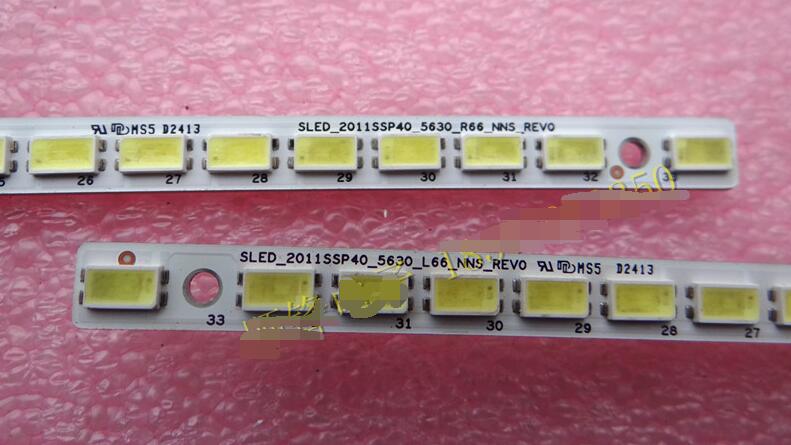 MS5 D2413 SLED_2011SSP40_5630_R66_NNS_REV0
26 27 28 29 30 31 32
SLED_2011SSP40_5630_L66_NNS_REV0 MS5 D2413
33 31 30 29 28 27